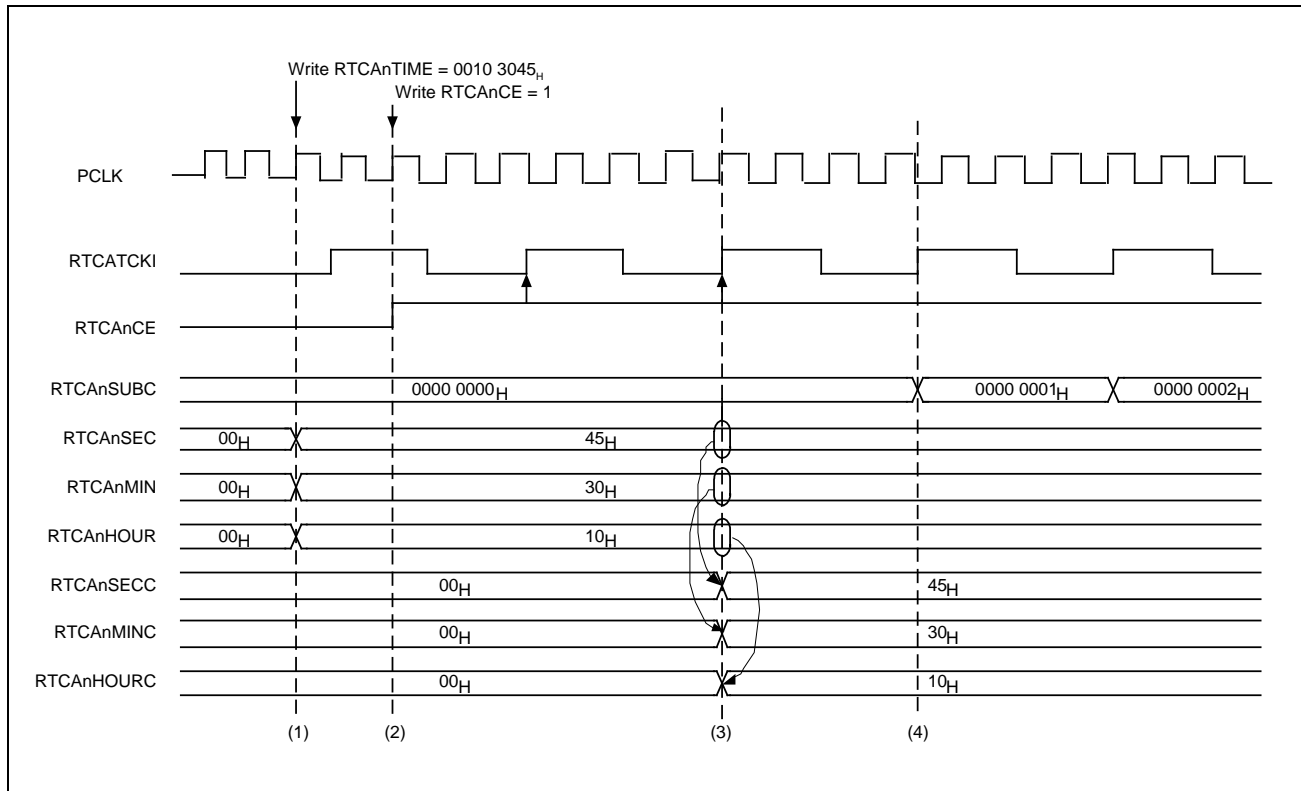 Write RTCAnTIME = 0010 3045H
Write RTCAnCE = 1
PCLK
RTCATCKI
RTCAnCE
RTCAnSUBC 0000 0000H 0000 0001H 0000 0002H
RTCAnSEC 00H 45H
RTCAnMIN 00H 30H
RTCAnHOUR 00H 10H
RTCAnSECC 00H 45H
RTCAnMINC 00H 30H
RTCAnHOURC 00H 10H
(1) (2) (3) (4)